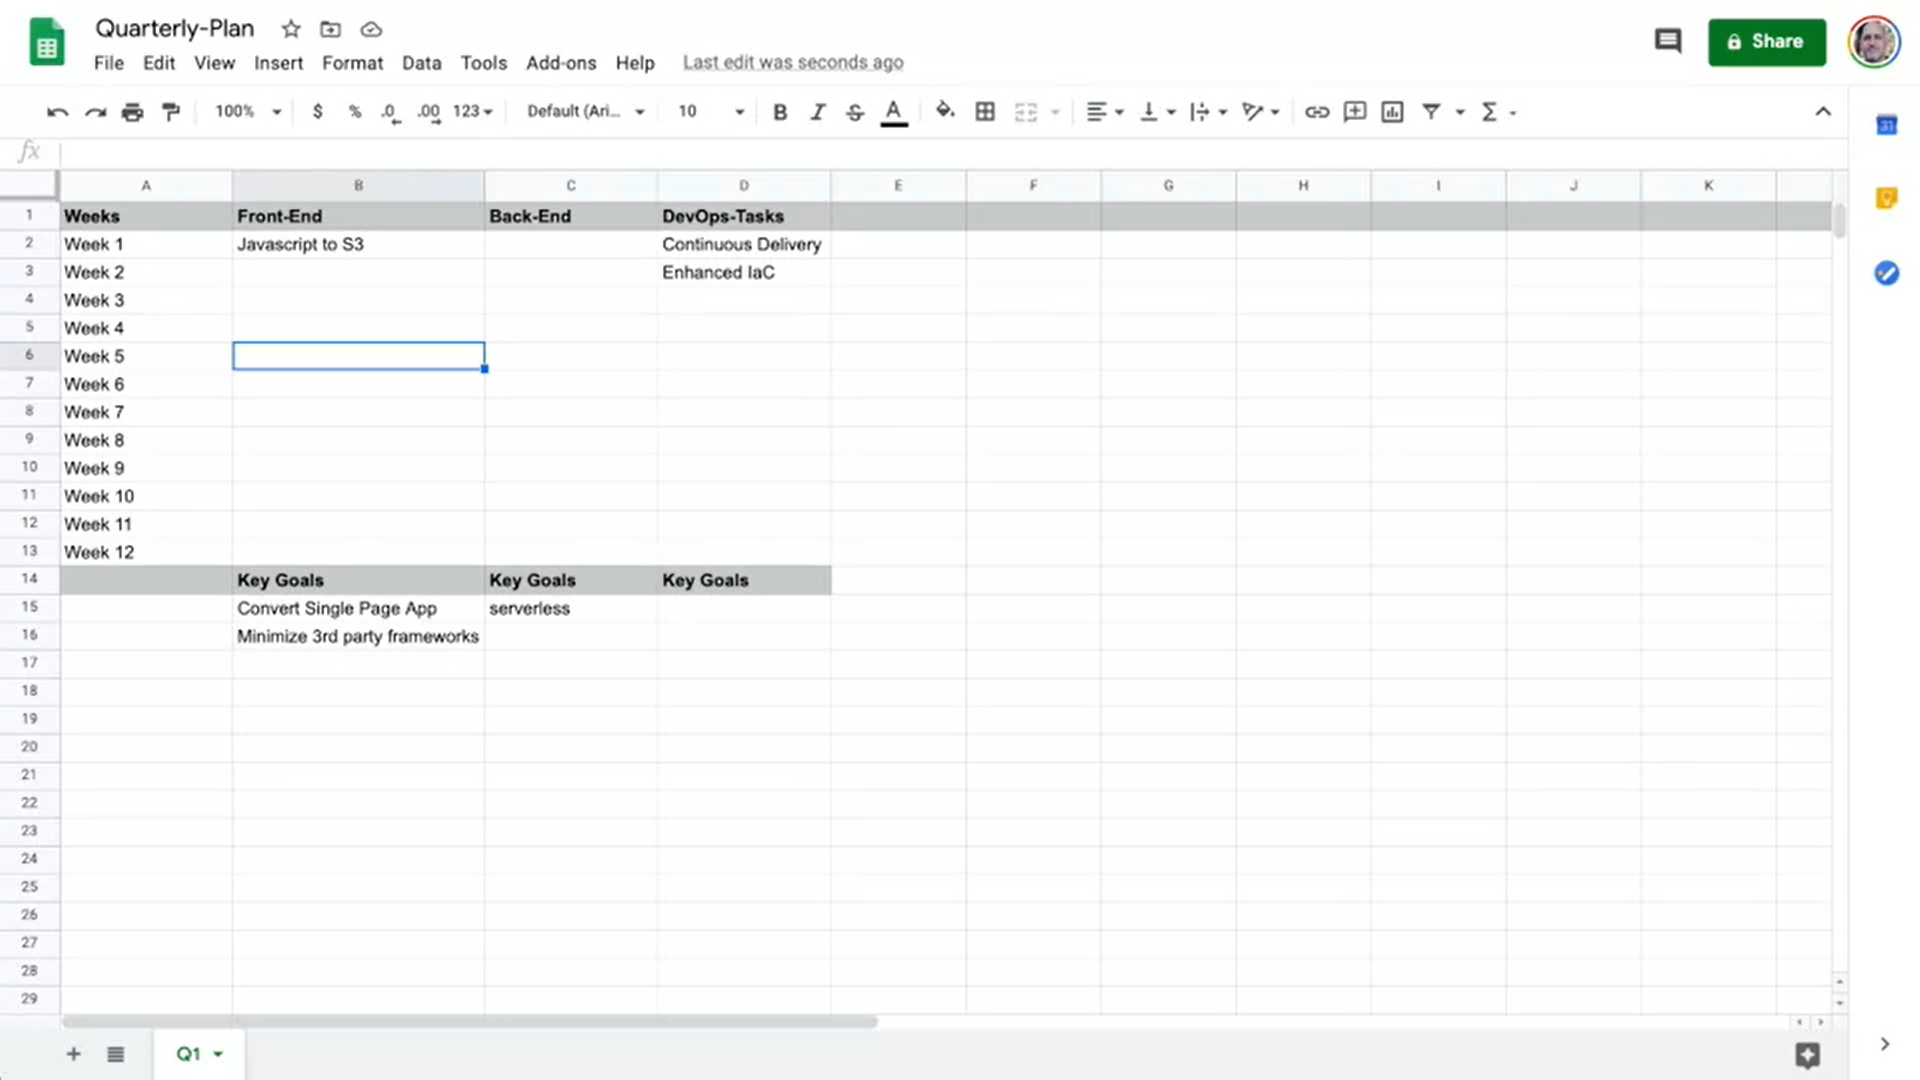 Quarterly-Plan
File Edit View Insert Format Data Tools Add-ons Help Last edit was seconds ago
Share
100% $ % .0 .00 123 Default (Ari... 10 B I S A
fx
A B C D E F G H I J K
1 Weeks Front-End Back-End DevOps-Tasks
2 Week 1 Javascript to S3 Continuous Delivery
3 Week 2 Enhanced IaC
4 Week 3
5 Week 4
6 Week 5
7 Week 6
8 Week 7
9 Week 8
10 Week 9
11 Week 10
12 Week 11
13 Week 12
14 Key Goals Key Goals Key Goals
15 Convert Single Page App serverless
16 Minimize 3rd party frameworks
17
18
19
20
21
22
23
24
25
26
27
28
29
31
Q1